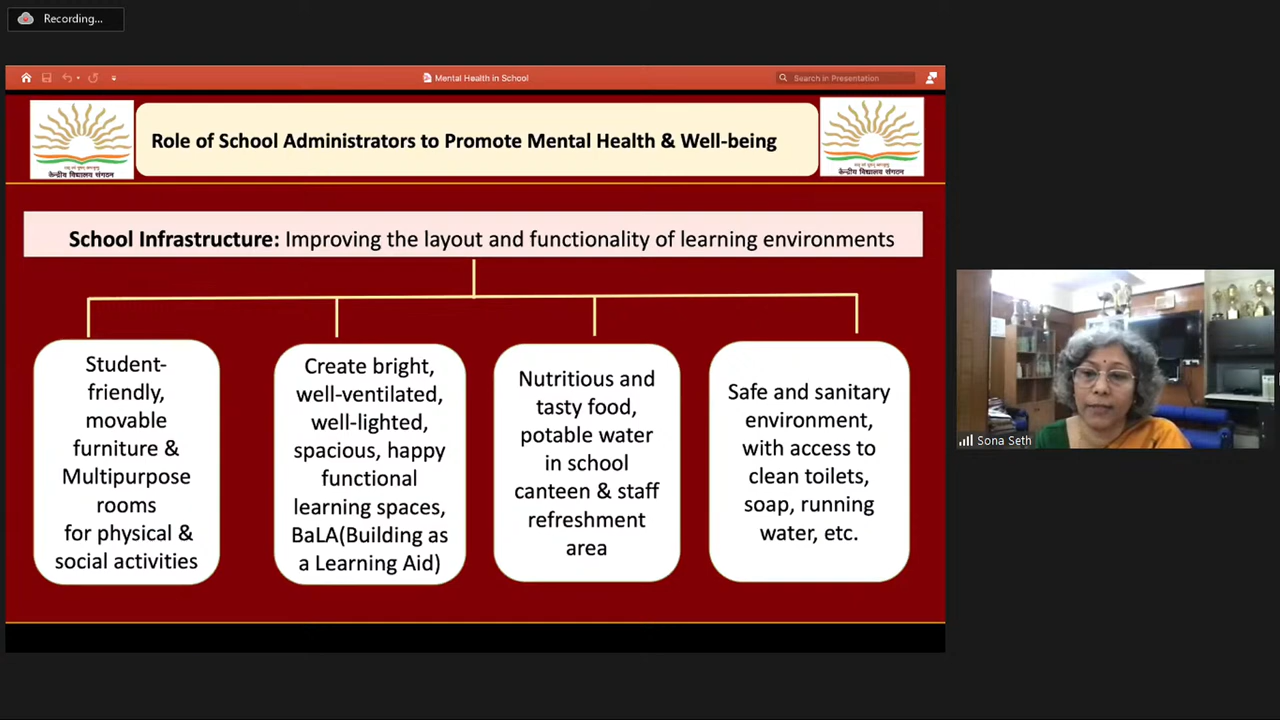 Recording...
Mental Health in School
Search in Presentation
Role of School Administrators to Promote Mental Health & Well-being
केन्द्रीय विद्यालय संगठन
केन्द्रीय विद्यालय संगठन
School Infrastructure: Improving the layout and functionality of learning environments
Student-
friendly,
movable
furniture &
Multipurpose
rooms
for physical &
social activities
Create bright,
well-ventilated,
well-lighted,
spacious, happy
functional
learning spaces,
BaLA(Building as
a Learning Aid)
Nutritious and
tasty food,
potable water
in school
canteen & staff
refreshment
area
Safe and sanitary
environment,
with access to
clean toilets,
soap, running
water, etc.
Sona Seth